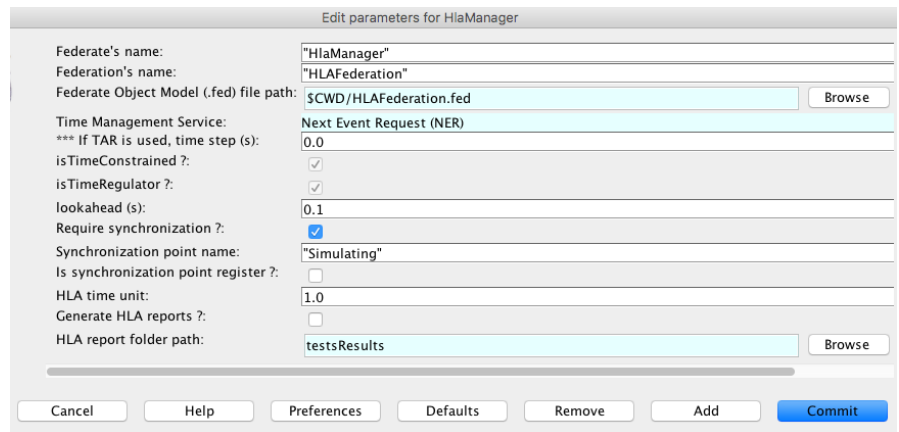 Edit parameters for HlaManager
Federate's name: "HlaManager"
Federation's name: "HLAFederation"
Federate Object Model (.fed) file path: $CWD/HLAFederation.fed Browse
Time Management Service: Next Event Request (NER)
*** If TAR is used, time step (s): 0.0
isTimeConstrained ?:
isTimeRegulator ?:
lookahead (s): 0.1
Require synchronization ?:
Synchronization point name: "Simulating"
Is synchronization point register ?:
HLA time unit: 1.0
Generate HLA reports ?:
HLA report folder path: testsResults Browse
Cancel Help Preferences Defaults Remove Add Commit